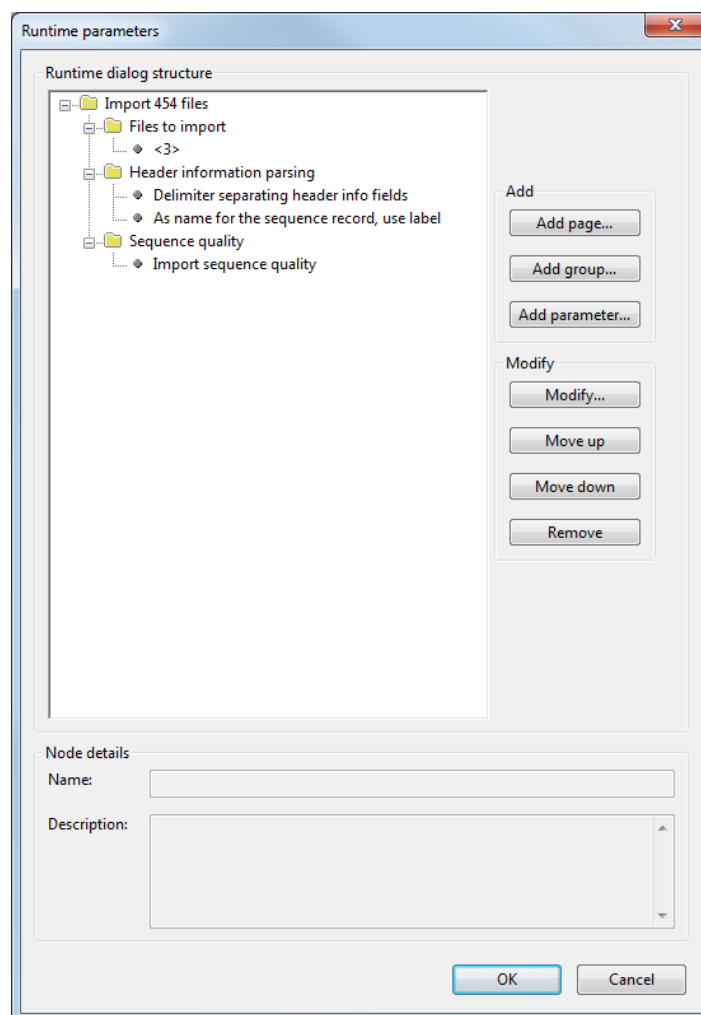 Runtime parameters
Runtime dialog structure
Import 454 files
Files to import
<3>
Header information parsing
Delimiter separating header info fields
As name for the sequence record, use label
Sequence quality
Import sequence quality
Add
Add page...
Add group...
Add parameter...
Modify
Modify...
Move up
Move down
Remove
Node details
Name:
Description:
OK
Cancel